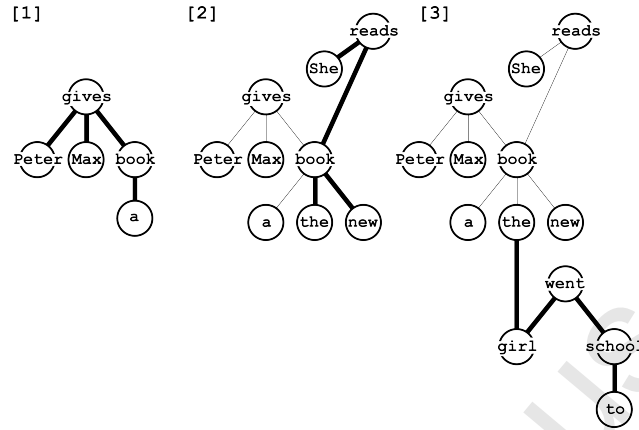 [1] [2] [3]
reads reads
She She
gives gives gives
Peter Max book Peter Max book Peter Max book
a a the new a the new
went
girl school
to